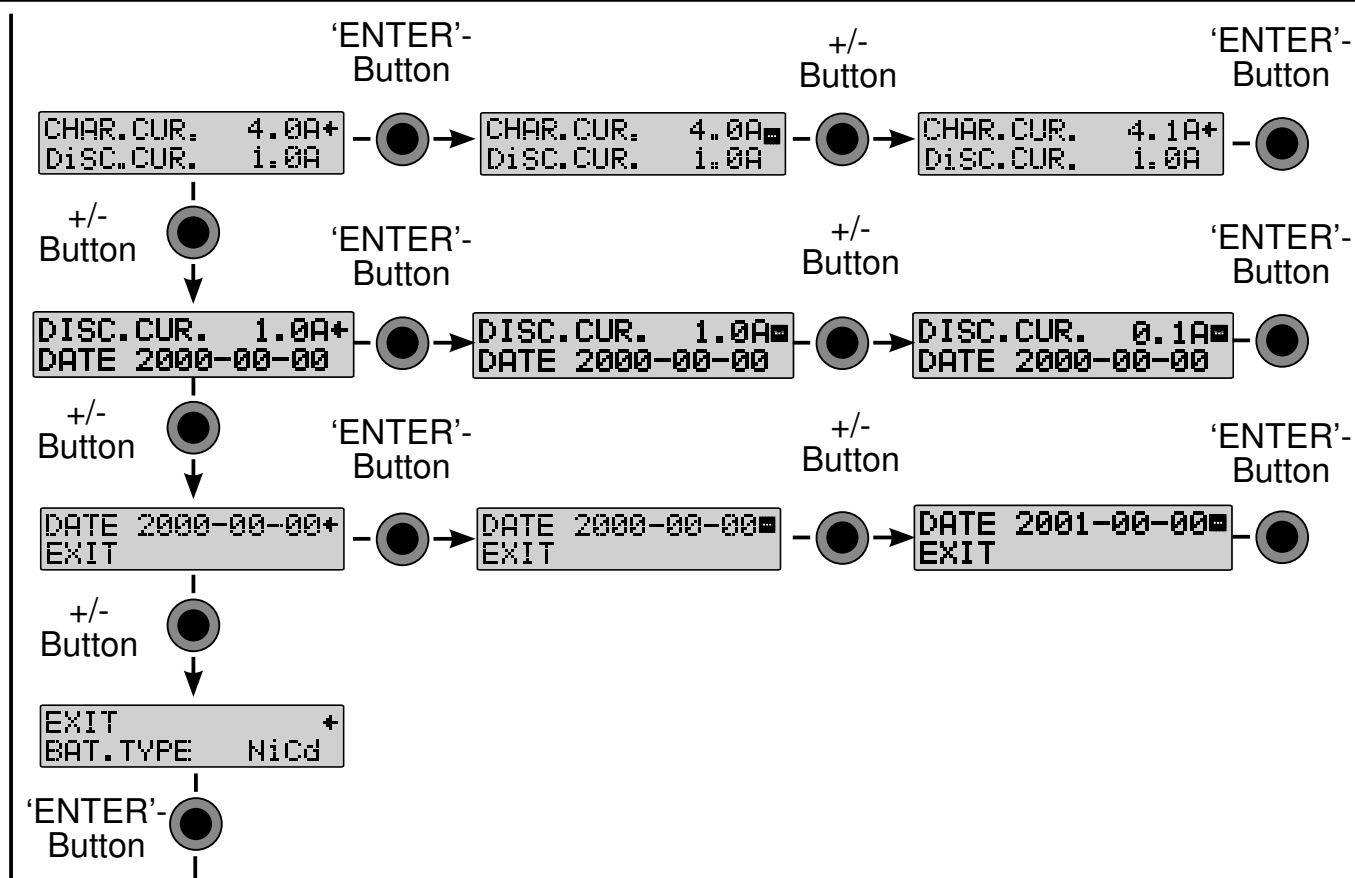 'ENTER'-
Button
+/-
Button
'ENTER'-
Button
CHAR.CUR. 4.0A←
DiSC.CUR. 1.0A
CHAR.CUR. 4.0A
DiSC.CUR. 1.0A
CHAR.CUR. 4.1A←
DiSC.CUR. 1.0A
+/-
Button
'ENTER'-
Button
+/-
Button
'ENTER'-
Button
DISC.CUR. 1.0A←
DATE 2000-00-00
DISC.CUR. 1.0A
DATE 2000-00-00
DISC.CUR. 0.1A
DATE 2000-00-00
+/-
Button
'ENTER'-
Button
+/-
Button
'ENTER'-
Button
DATE 2000-00-00←
EXIT
DATE 2000-00-00
EXIT
DATE 2001-00-00
EXIT
+/-
Button
EXIT ←
BAT.TYPE NiCd
'ENTER'-
Button